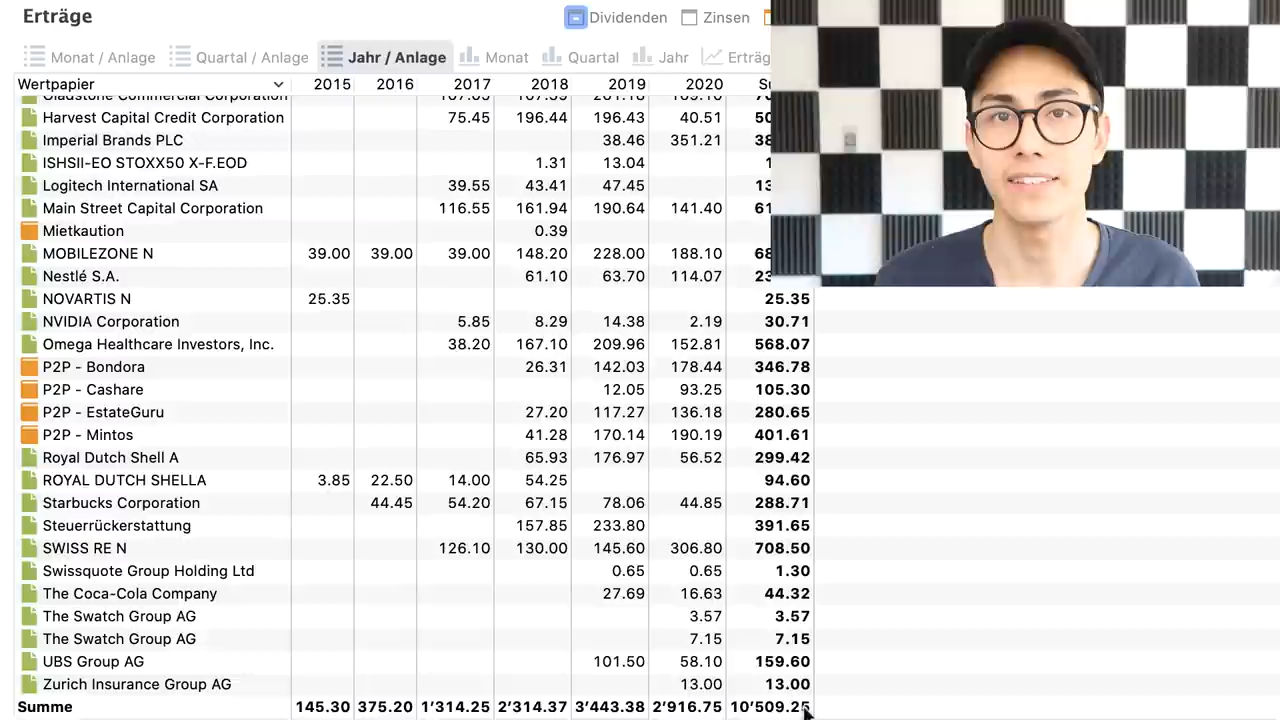 Erträge
Dividenden Zinsen
Monat / Anlage Quartal / Anlage Jahr / Anlage Monat Quartal Jahr
Wertpapier 2015 2016 2017 2018 2019 2020
Gladstone Commercial Corporation
Harvest Capital Credit Corporation 75.45 196.44 196.43 40.51
Imperial Brands PLC 38.46 351.21
ISHSII-EO STOXX50 X-F.EOD 1.31 13.04
Logitech International SA 39.55 43.41 47.45
Main Street Capital Corporation 116.55 161.94 190.64 141.40
Mietkaution 0.39
MOBILEZONE N 39.00 39.00 39.00 148.20 228.00 188.10
Nestlé S.A. 61.10 63.70 114.07
NOVARTIS N 25.35 25.35
NVIDIA Corporation 5.85 8.29 14.38 2.19 30.71
Omega Healthcare Investors, Inc. 38.20 167.10 209.96 152.81 568.07
P2P - Bondora 26.31 142.03 178.44 346.78
P2P - Cashare 12.05 93.25 105.30
P2P - EstateGuru 27.20 117.27 136.18 280.65
P2P - Mintos 41.28 170.14 190.19 401.61
Royal Dutch Shell A 65.93 176.97 56.52 299.42
ROYAL DUTCH SHELLA 3.85 22.50 14.00 54.25 94.60
Starbucks Corporation 44.45 54.20 67.15 78.06 44.85 288.71
Steuerrückerstattung 157.85 233.80 391.65
SWISS RE N 126.10 130.00 145.60 306.80 708.50
Swissquote Group Holding Ltd 0.65 0.65 1.30
The Coca-Cola Company 27.69 16.63 44.32
The Swatch Group AG 3.57 3.57
The Swatch Group AG 7.15 7.15
UBS Group AG 101.50 58.10 159.60
Zurich Insurance Group AG 13.00 13.00
Summe 145.30 375.20 1’314.25 2’314.37 3’443.38 2’916.75 10’509.25